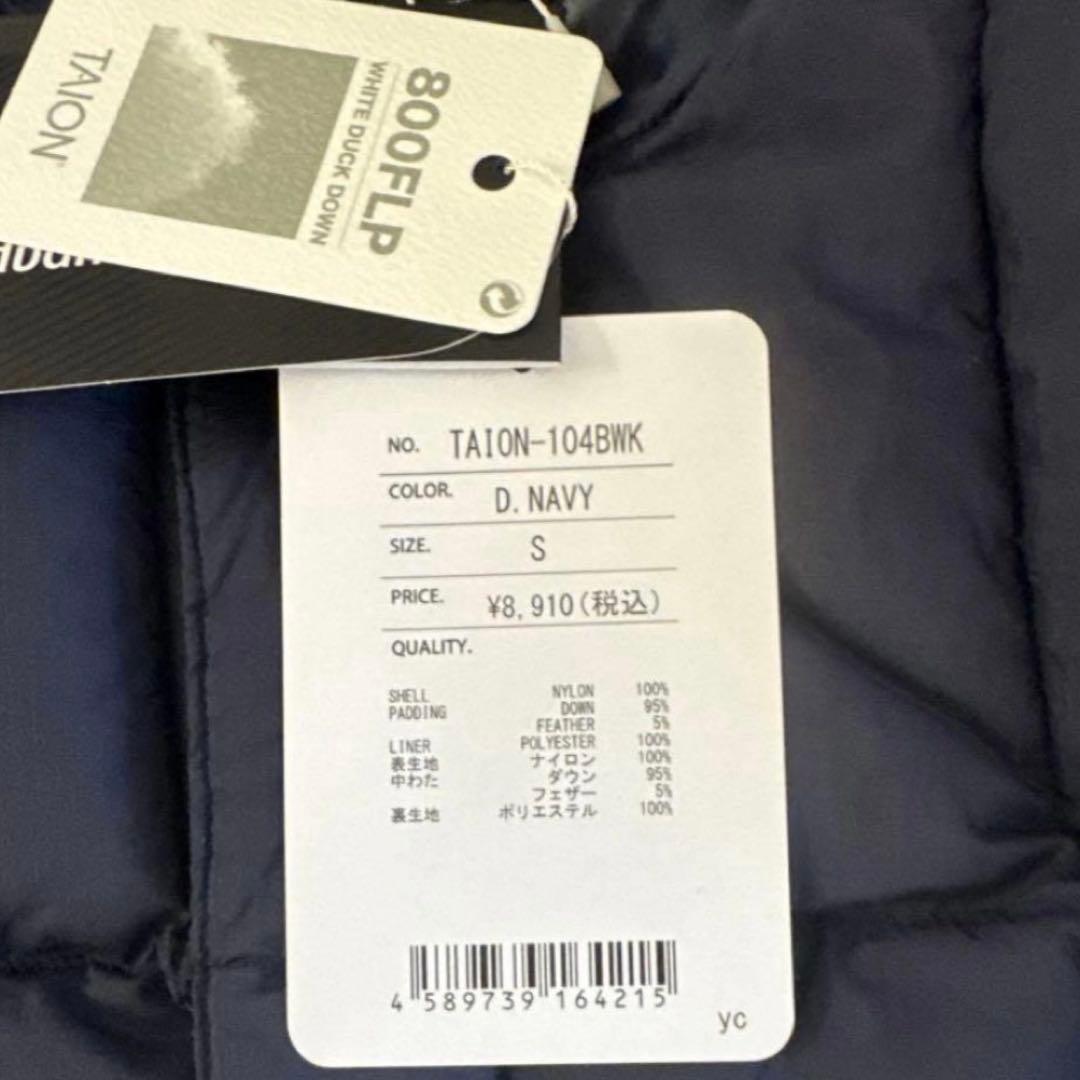 TAION
WHITE DUCK DOWN
800FLP
NO. TAION-104BWK
COLOR. D.NAVY
SIZE. S
PRICE. ¥8,910(税込)
QUALITY.
SHELL NYLON 100%
PADDING DOWN 95%
FEATHER 5%
LINER POLYESTER 100%
表生地 ナイロン 100%
中わた ダウン 95%
フェザー 5%
裏生地 ポリエステル 100%
4 589739 164215
yc